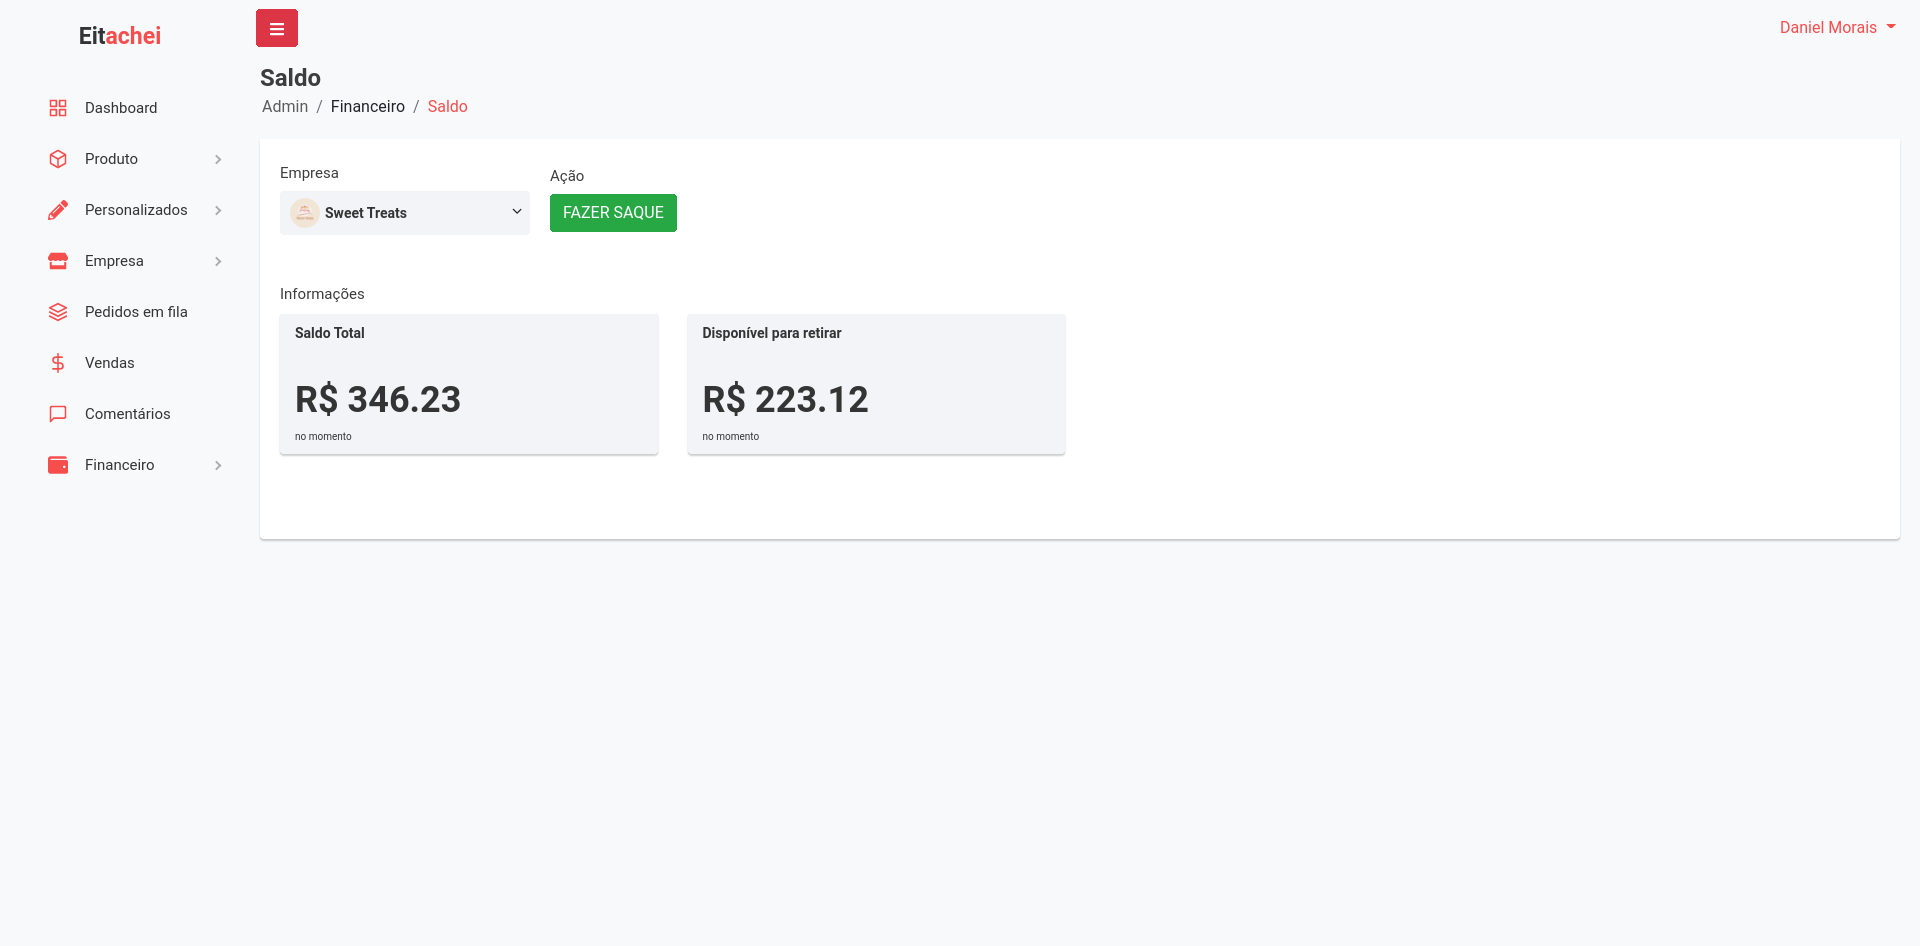 Eitachei
Daniel Morais
Saldo
Admin / Financeiro / Saldo
Dashboard
Produto
Personalizados
Empresa
Pedidos em fila
Vendas
Comentários
Financeiro
Empresa
Sweet Treats
Ação
FAZER SAQUE
Informações
Saldo Total
R$ 346.23
no momento
Disponível para retirar
R$ 223.12
no momento